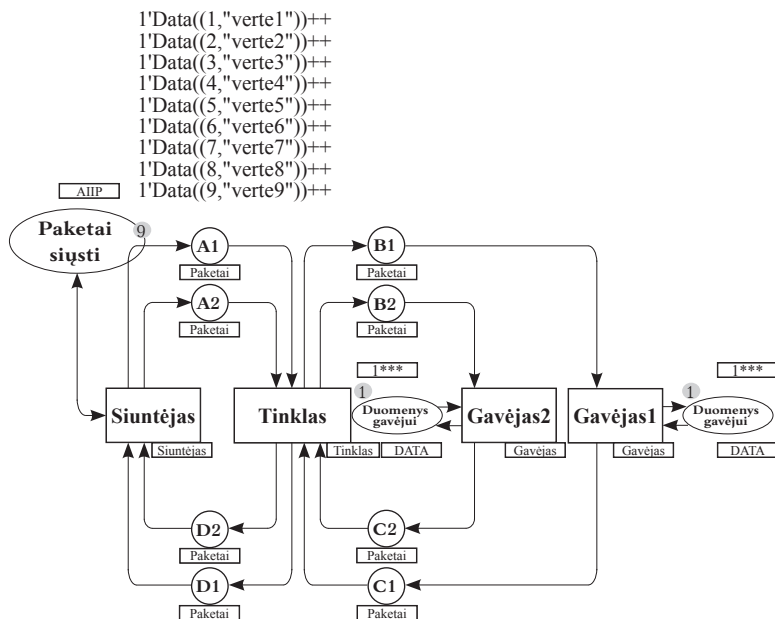 1'Data((1,"verte1"))++
1'Data((2,"verte2"))++
1'Data((3,"verte3"))++
1'Data((4,"verte4"))++
1'Data((5,"verte5"))++
1'Data((6,"verte6"))++
1'Data((7,"verte7"))++
1'Data((8,"verte8"))++
1'Data((9,"verte9"))++
AIIP
Paketai
siųsti
9
A1
Paketai
B1
Paketai
A2
Paketai
B2
Paketai
1***
1***
1
1
Siuntėjas
Tinklas
Duomenys
gavėjui
Gavėjas2
Gavėjas1
Duomenys
gavėjui
Siuntėjas
Tinklas
DATA
Gavėjas
Gavėjas
DATA
D2
Paketai
C2
Paketai
D1
Paketai
C1
Paketai